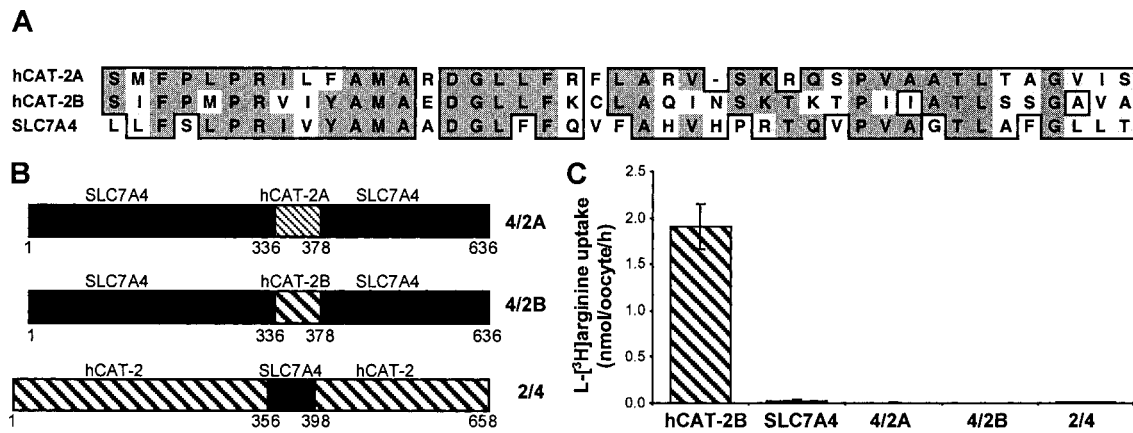 A
hCAT-2A S M F P L P R I L F A M A R D G L L F R F L A R V - S K R Q S P V A A T L T A G V I S
hCAT-2B S I F P M P R V I Y A M A E D G L L F K C L A Q I N S K T K T P I I A T L S S G A V A
SLC7A4 L L F S L P R I V Y A M A A D G L F F Q V F A H V H P R T Q V P V A G T L A F G L L T
B
SLC7A4 hCAT-2A SLC7A4
4/2A
1 336 378 636
SLC7A4 hCAT-2B SLC7A4
4/2B
1 336 378 636
hCAT-2 SLC7A4 hCAT-2
2/4
1 356 398 658
C
L-[³H]arginine uptake
(nmol/oocyte/h)
2.5
2.0
1.5
1.0
0.5
0.0
hCAT-2B SLC7A4 4/2A 4/2B 2/4